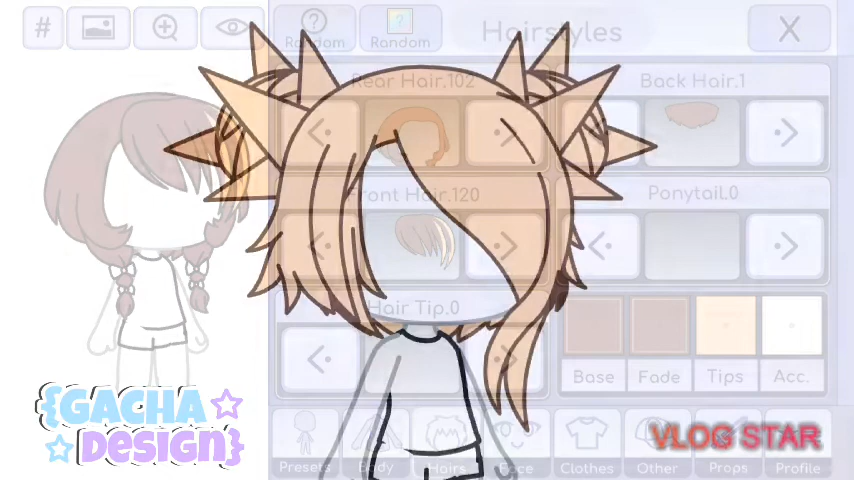 #
Random
Random
Hairstyles
X
Rear Hair.102
Back Hair.1
Front Hair.120
Ponytail.0
Hair Tip.0
Base
Fade
Tips
Acc.
{GACHA
DESIGN}
VLOG STAR
Presets
Body
Hairs
Face
Clothes
Other
Props
Profile